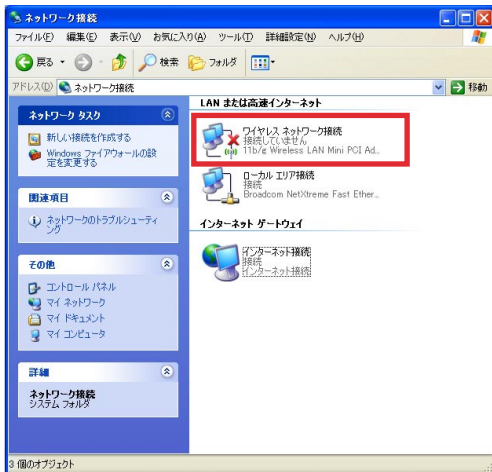 ネットワーク接続
ファイル(F) 編集(E) 表示(V) お気に入り(A) ツール(T) 詳細設定(N) ヘルプ(H)
戻る 検索 フォルダ
アドレス(D) ネットワーク接続 移動
ネットワーク タスク
新しい接続を作成する
Windows ファイアウォールの設
定を変更する
関連項目
ネットワークのトラブルシューティ
ング
その他
コントロール パネル
マイ ネットワーク
マイ ドキュメント
マイ コンピュータ
詳細
ネットワーク接続
システム フォルダ
LAN または高速インターネット
ワイヤレス ネットワーク接続
接続していません
11b/g Wireless LAN Mini PCI Ad...
ローカル エリア接続
接続
Broadcom NetXtreme Fast Ether...
インターネット ゲートウェイ
インターネット接続
接続
インターネット接続
3 個のオブジェクト